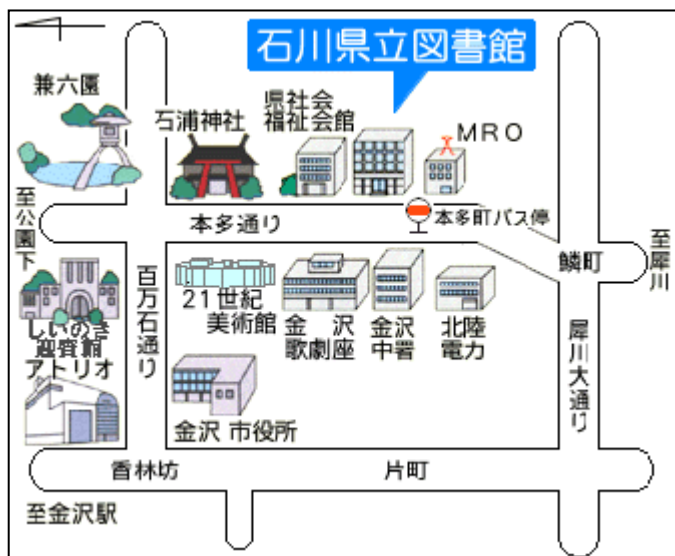 石川県立図書館
兼六園
石浦神社
県社会
福祉会館
MRO
至公園下
本多通り
本多町バス停
鱗町
至犀川
百万石通り
21世紀
美術館
金沢
歌劇座
金沢
中署
北陸
電力
犀川大通り
しいのき
迎賓館
アトリオ
金沢市役所
香林坊
片町
至金沢駅